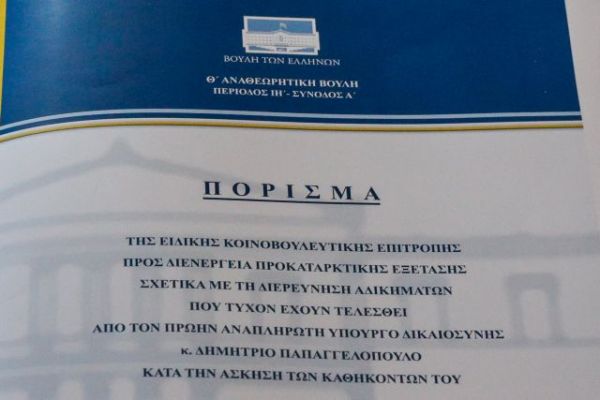 ΒΟΥΛΗ ΤΩΝ ΕΛΛΗΝΩΝ
Θ΄ ΑΝΑΘΕΩΡΗΤΙΚΗ ΒΟΥΛΗ
ΠΕΡΙΟΔΟΣ ΙΗ΄- ΣΥΝΟΔΟΣ Α΄
ΠΟΡΙΣΜΑ
ΤΗΣ ΕΙΔΙΚΗΣ ΚΟΙΝΟΒΟΥΛΕΥΤΙΚΗΣ ΕΠΙΤΡΟΠΗΣ
ΠΡΟΣ ΔΙΕΝΕΡΓΕΙΑ ΠΡΟΚΑΤΑΡΚΤΙΚΗΣ ΕΞΕΤΑΣΗΣ
ΣΧΕΤΙΚΑ ΜΕ ΤΗ ΔΙΕΡΕΥΝΗΣΗ ΑΔΙΚΗΜΑΤΩΝ
ΠΟΥ ΤΥΧΟΝ ΕΧΟΥΝ ΤΕΛΕΣΘΕΙ
ΑΠΟ ΤΟΝ ΠΡΩΗΝ ΑΝΑΠΛΗΡΩΤΗ ΥΠΟΥΡΓΟ ΔΙΚΑΙΟΣΥΝΗΣ
κ. ΔΗΜΗΤΡΙΟ ΠΑΠΑΓΓΕΛΟΠΟΥΛΟ
ΚΑΤΑ ΤΗΝ ΑΣΚΗΣΗ ΤΩΝ ΚΑΘΗΚΟΝΤΩΝ ΤΟΥ